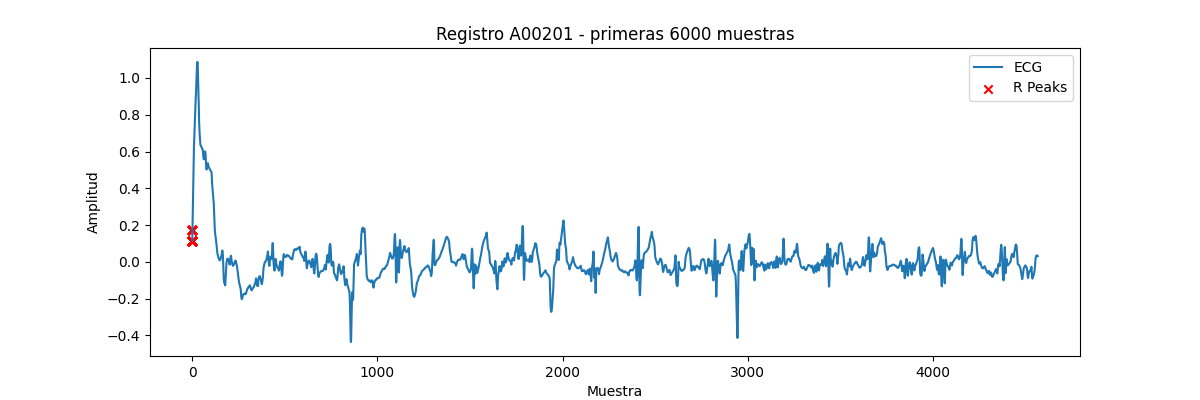 Registro A00201 - primeras 6000 muestras
ECG
R Peaks
Amplitud
1.0
0.8
0.6
0.4
0.2
0.0
−0.2
−0.4
0 1000 2000 3000 4000
Muestra